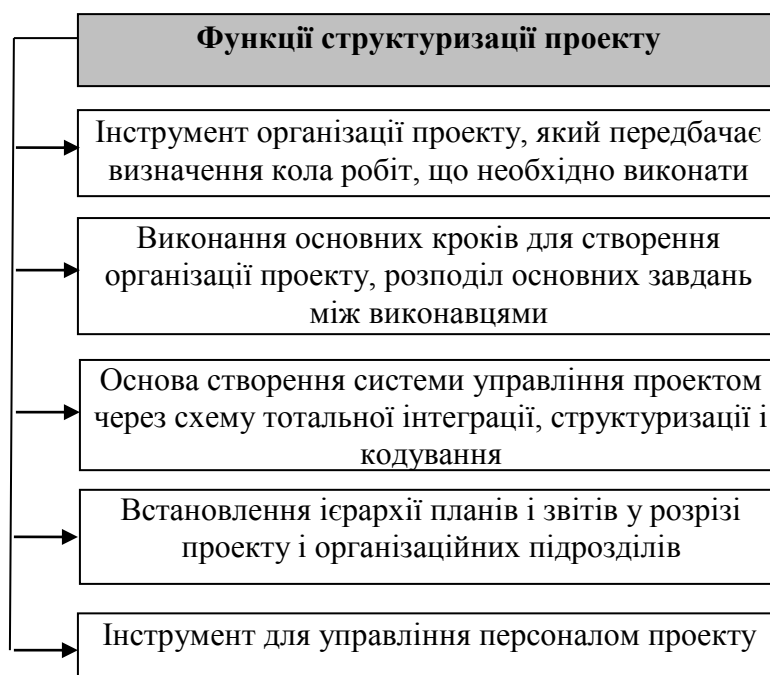 Функції структуризації проекту
Інструмент організації проекту, який передбачає
визначення кола робіт, що необхідно виконати
Виконання основних кроків для створення
організації проекту, розподіл основних завдань
між виконавцями
Основа створення системи управління проектом
через схему тотальної інтеграції, структуризації і
кодування
Встановлення ієрархії планів і звітів у розрізі
проекту і організаційних підрозділів
Інструмент для управління персоналом проекту